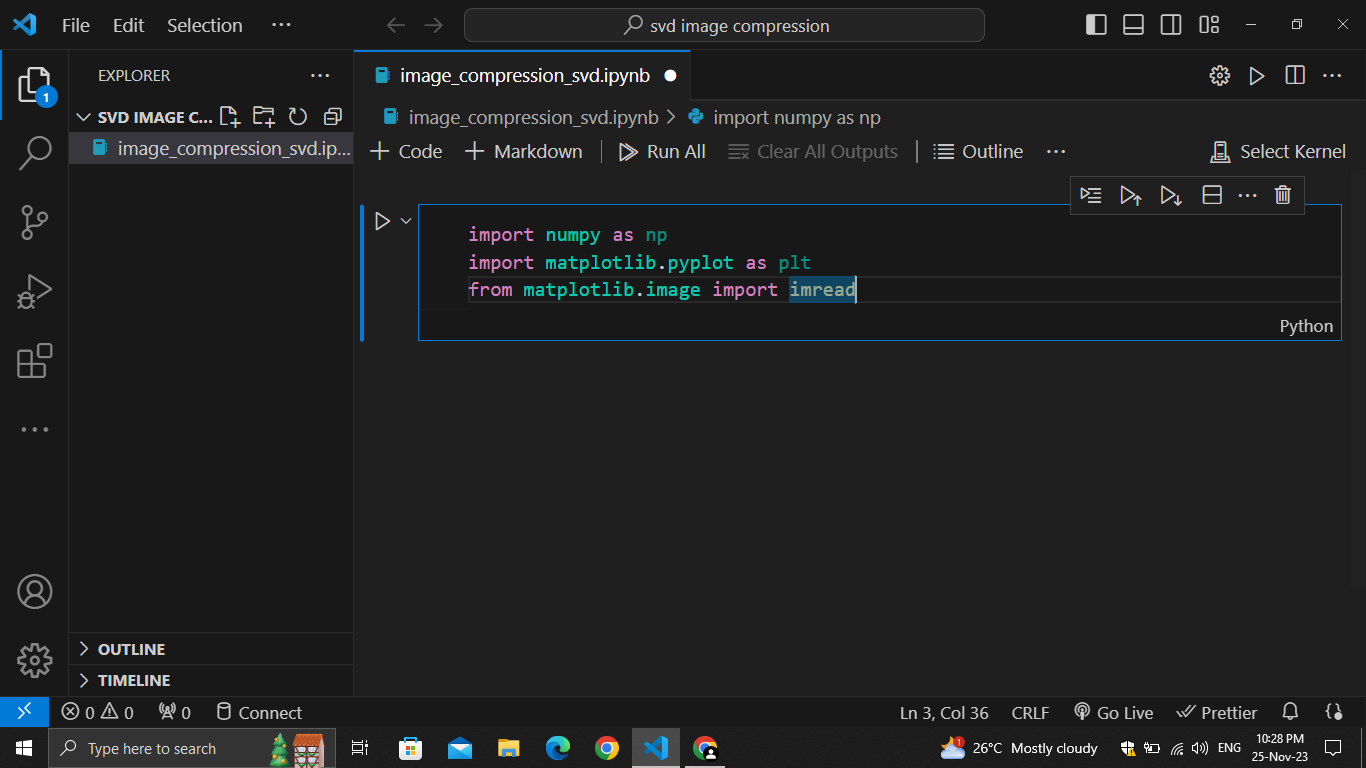 File Edit Selection ···
svd image compression
EXPLORER
SVD IMAGE C...
image_compression_svd.ip...
OUTLINE
TIMELINE
image_compression_svd.ipynb
image_compression_svd.ipynb > import numpy as np
+ Code + Markdown Run All Clear All Outputs Outline ··· Select Kernel
import numpy as np
import matplotlib.pyplot as plt
from matplotlib.image import imread
Python
1
0 0 0 Connect
Ln 3, Col 36 CRLF Go Live Prettier
Type here to search
1 26°C Mostly cloudy ENG
10:28 PM
25-Nov-23